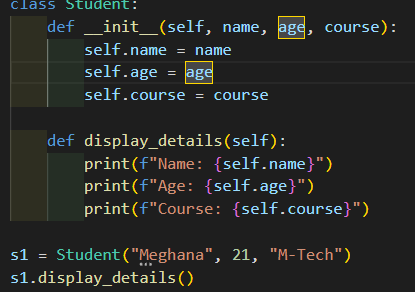 class Student:
    def __init__(self, name, age, course):
        self.name = name
        self.age = age
        self.course = course

    def display_details(self):
        print(f"Name: {self.name}")
        print(f"Age: {self.age}")
        print(f"Course: {self.course}")

s1 = Student("Meghana", 21, "M-Tech")
s1.display_details()